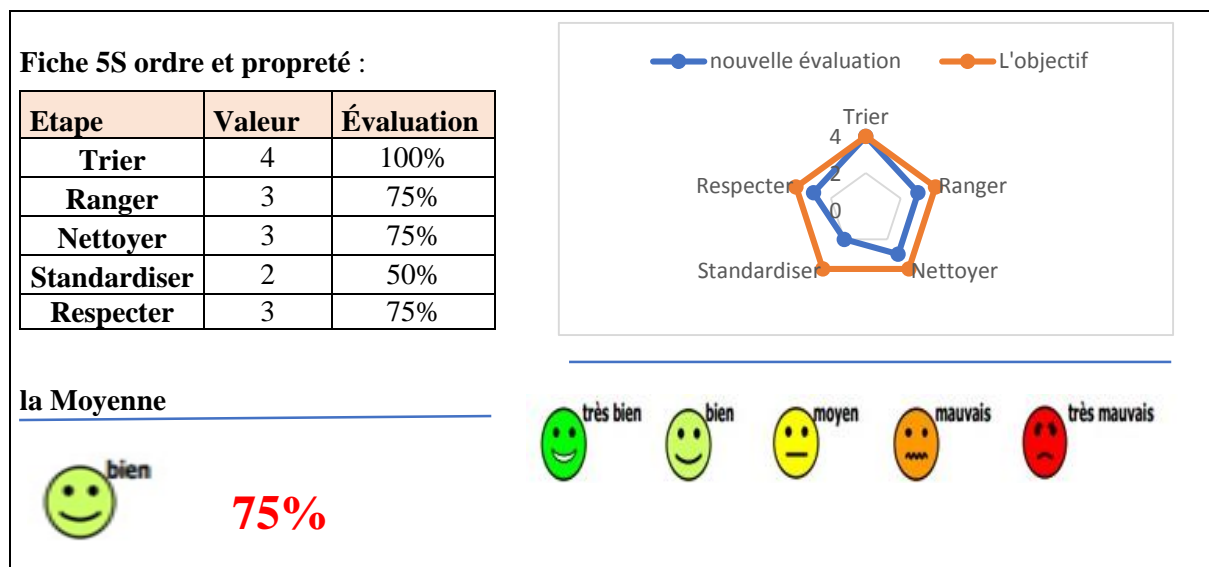 Fiche 5S ordre et propreté :
Etape Valeur Évaluation
Trier 4 100%
Ranger 3 75%
Nettoyer 3 75%
Standardiser 2 50%
Respecter 3 75%
la Moyenne
bien
75%
nouvelle évaluation L'objectif
Trier
4
2
0
Respecter Ranger
Standardiser Nettoyer
très bien bien moyen mauvais très mauvais